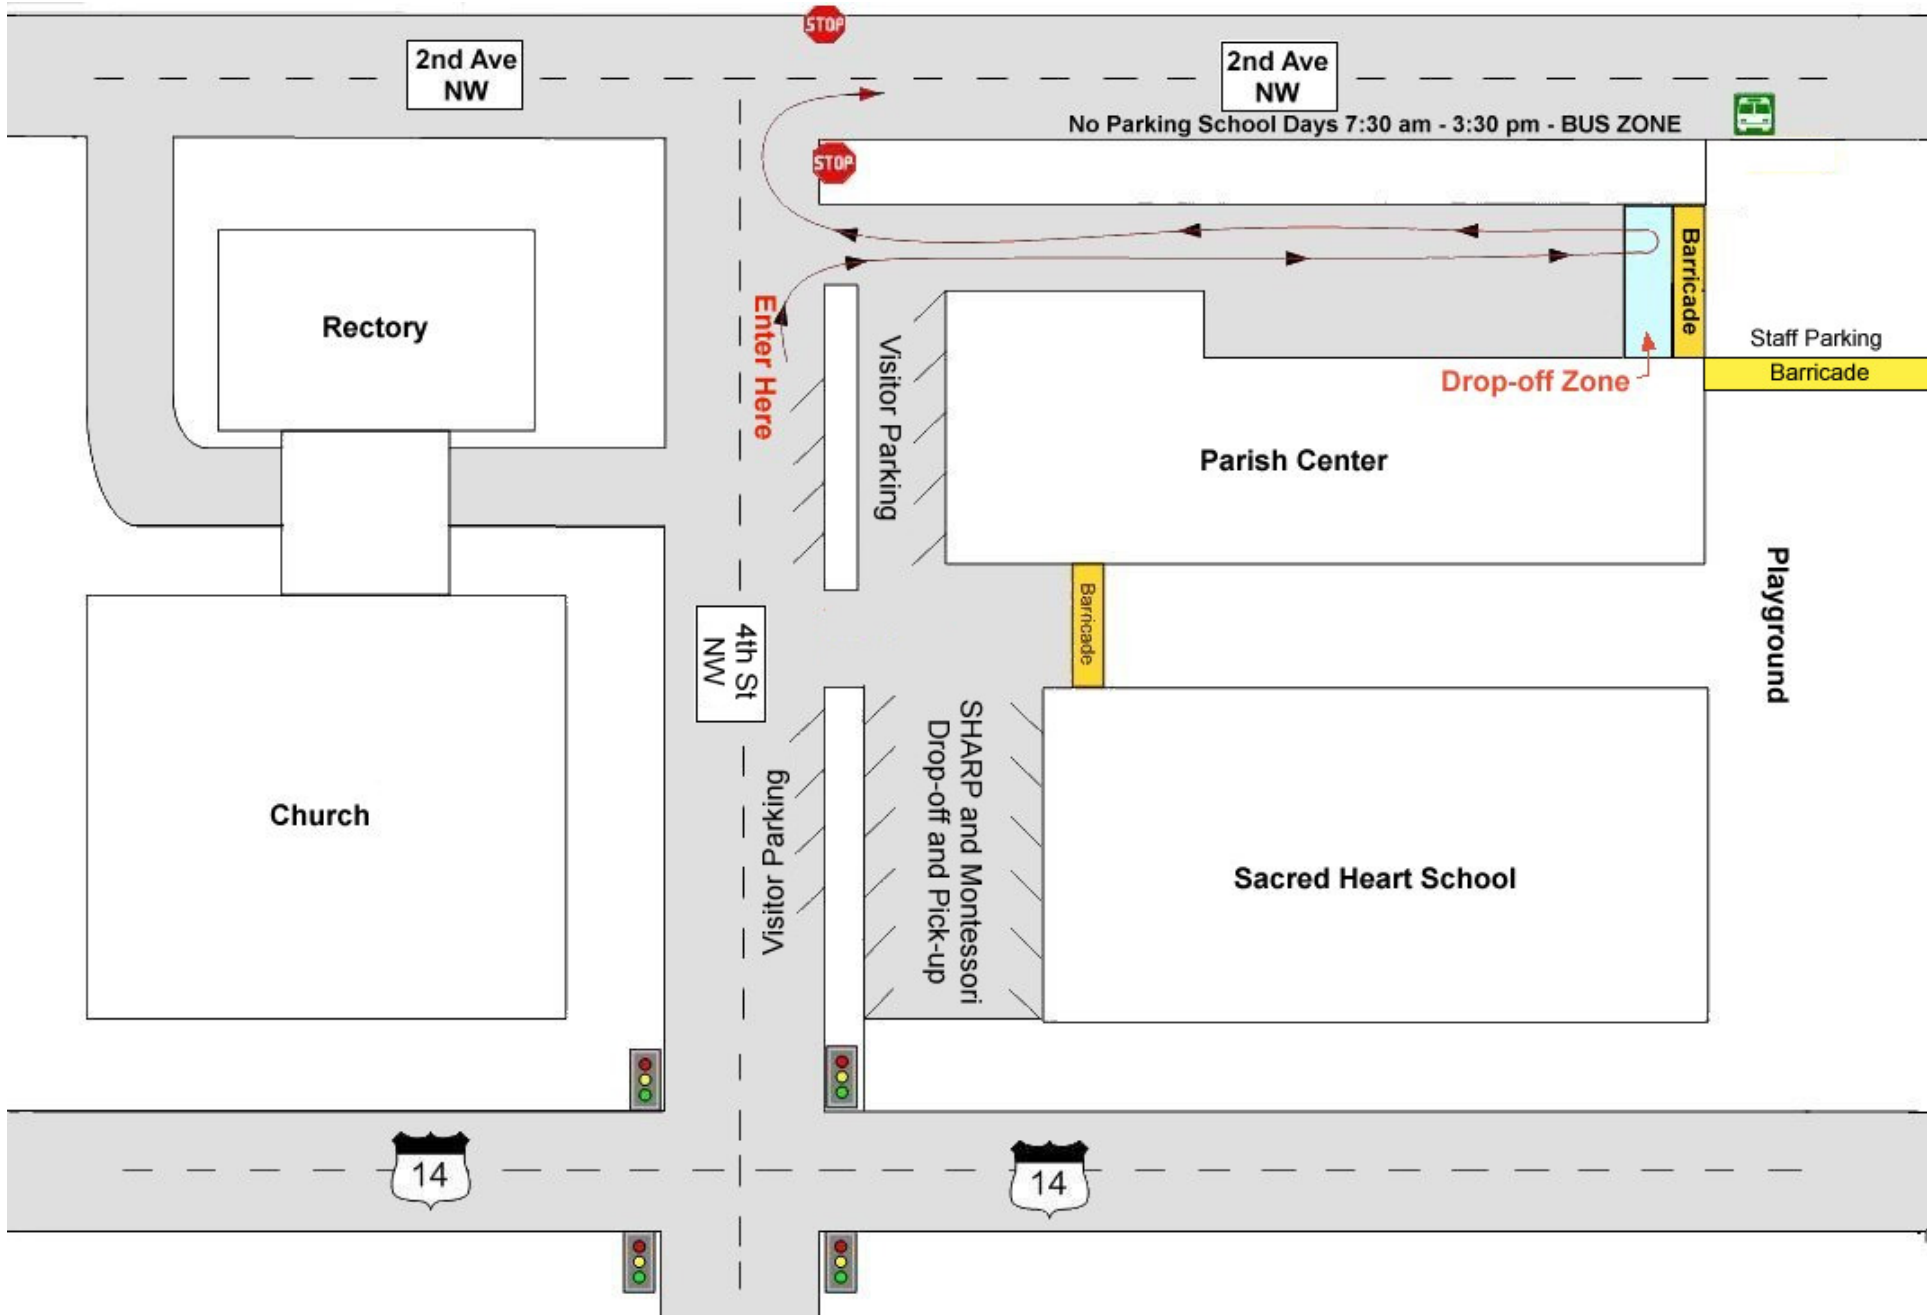 STOP
2nd Ave
NW
2nd Ave
NW
No Parking School Days 7:30 am - 3:30 pm - BUS ZONE
STOP
Barricade
Enter Here
Rectory
Visitor Parking
Staff Parking
Barricade
Drop-off Zone
Parish Center
Playground
Barricade
4th St
NW
SHARP and Montessori
Drop-off and Pick-up
Visitor Parking
Church
Sacred Heart School
14
14